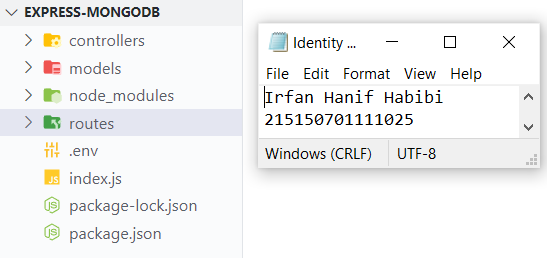 EXPRESS-MONGODB
controllers
models
node_modules
routes
.env
index.js
package-lock.json
package.json
Identity ...
File Edit Format View Help
Irfan Hanif Habibi
215150701111025
Windows (CRLF) UTF-8